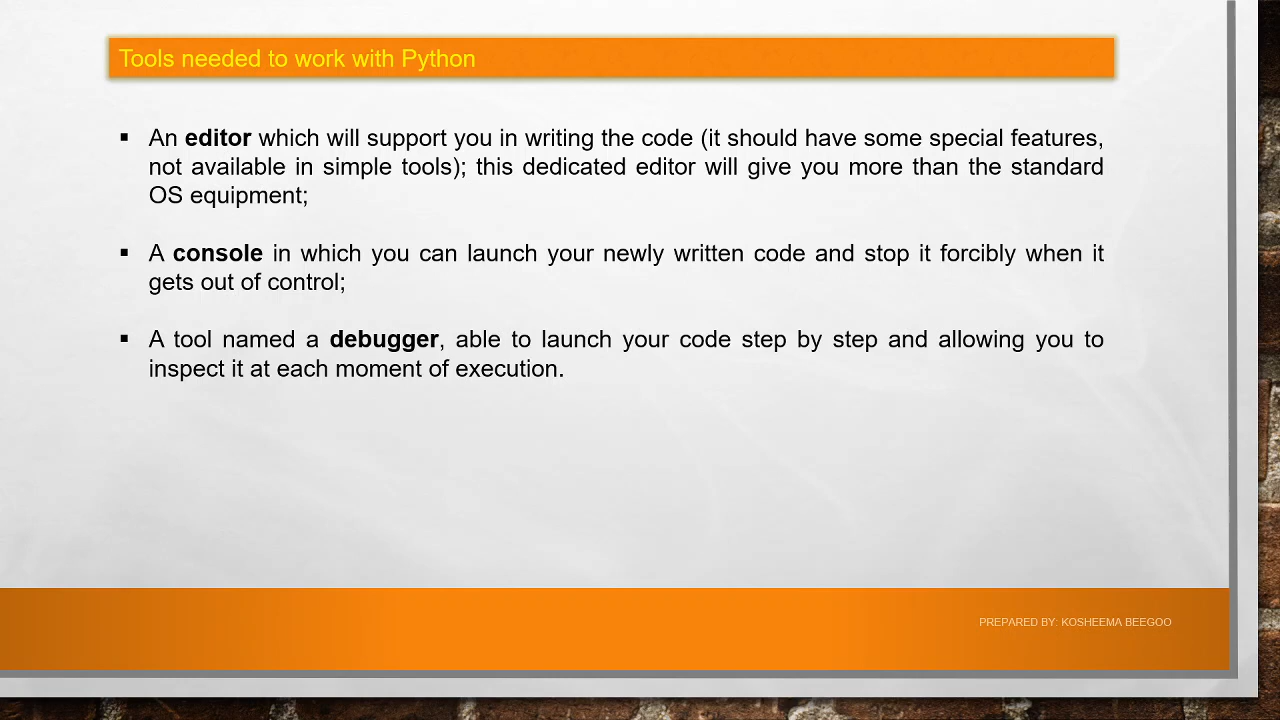 Tools needed to work with Python
▪ An editor which will support you in writing the code (it should have some special features,
not available in simple tools); this dedicated editor will give you more than the standard
OS equipment;
▪ A console in which you can launch your newly written code and stop it forcibly when it
gets out of control;
▪ A tool named a debugger, able to launch your code step by step and allowing you to
inspect it at each moment of execution.
PREPARED BY: KOSHEEMA BEEGOO